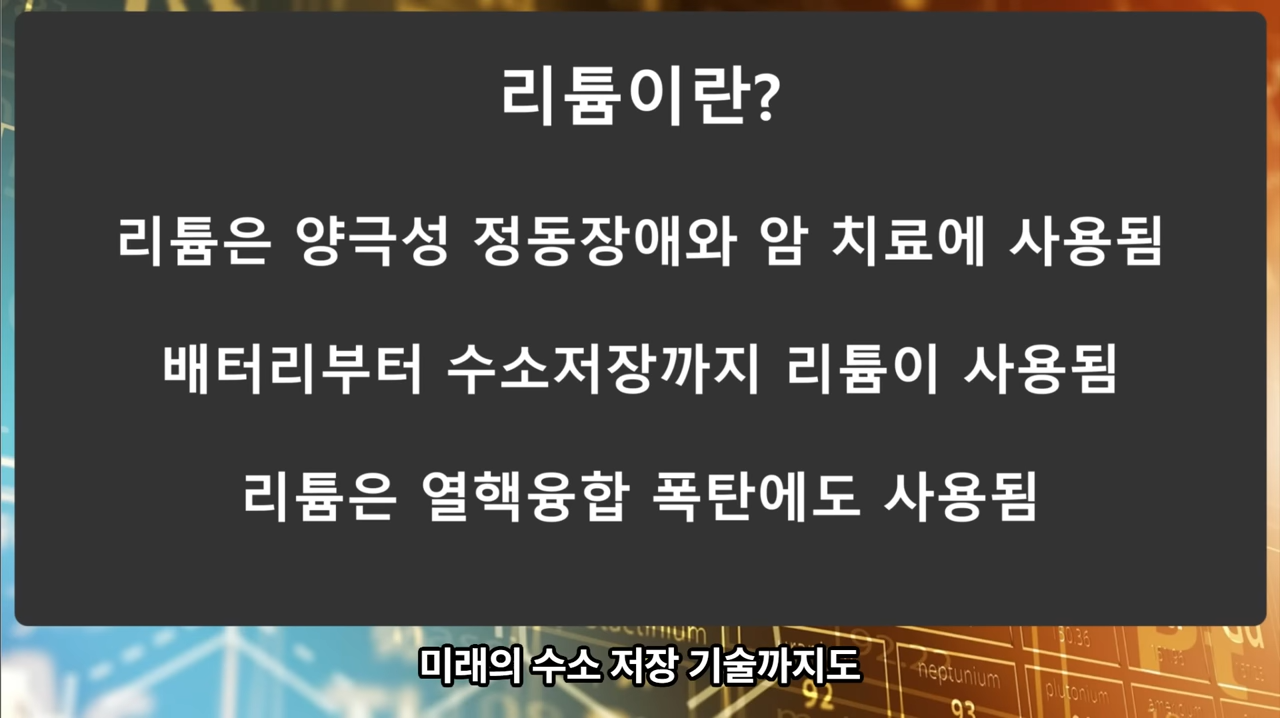 리튬이란?
리튬은 양극성 정동장애와 암 치료에 사용됨
배터리부터 수소저장까지 리튬이 사용됨
리튬은 열핵융합 폭탄에도 사용됨
미래의 수소 저장 기술까지도
92
neptunium
93
plutonium